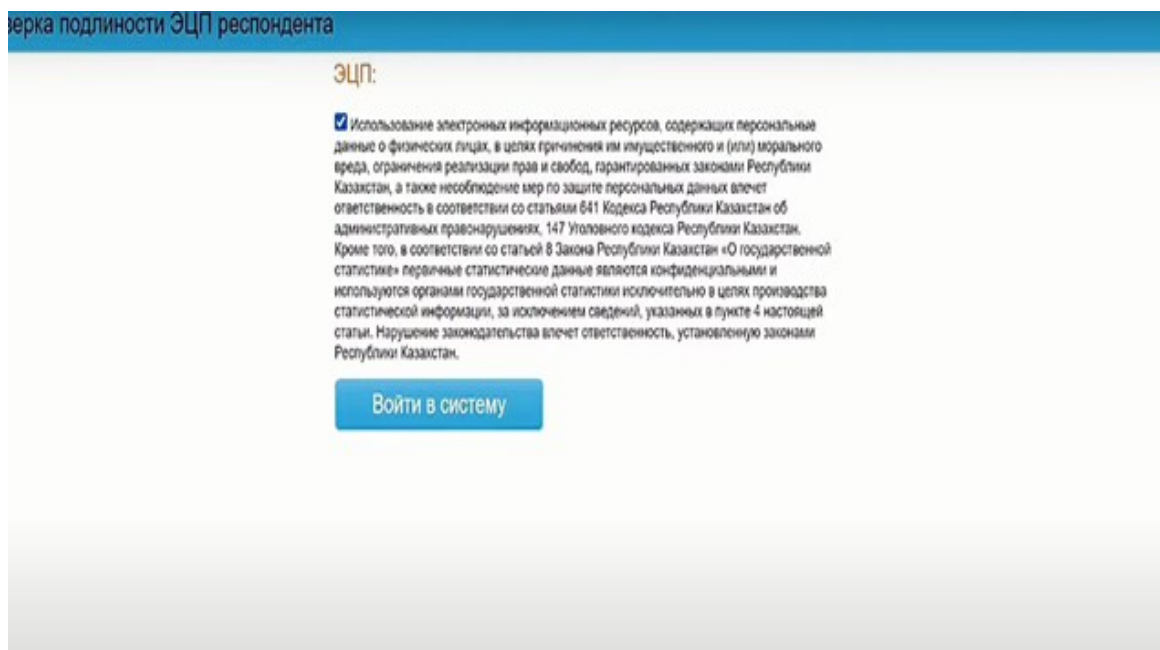 верка подлиности ЭЦП респондента
ЭЦП:
Использование электронных информационных ресурсов, содержащих персональные
данные о физических лицах, в целях причинения им имущественного и (или) морального
вреда, ограничения реализации прав и свобод, гарантированных законами Республики
Казахстан, а также несоблюдение мер по защите персональных данных влечет
ответственность в соответствии со статьями 641 Кодекса Республики Казахстан об
административных правонарушениях, 147 Уголовного кодекса Республики Казахстан.
Кроме того, в соответствии со статьей 8 Закона Республики Казахстан «О государственной
статистике» первичные статистические данные являются конфиденциальными и
используются органами государственной статистики исключительно в целях производства
статистической информации, за исключением сведений, указанных в пункте 4 настоящей
статьи. Нарушение законодательства влечет ответственность, установленную законами
Республики Казахстан.
Войти в систему